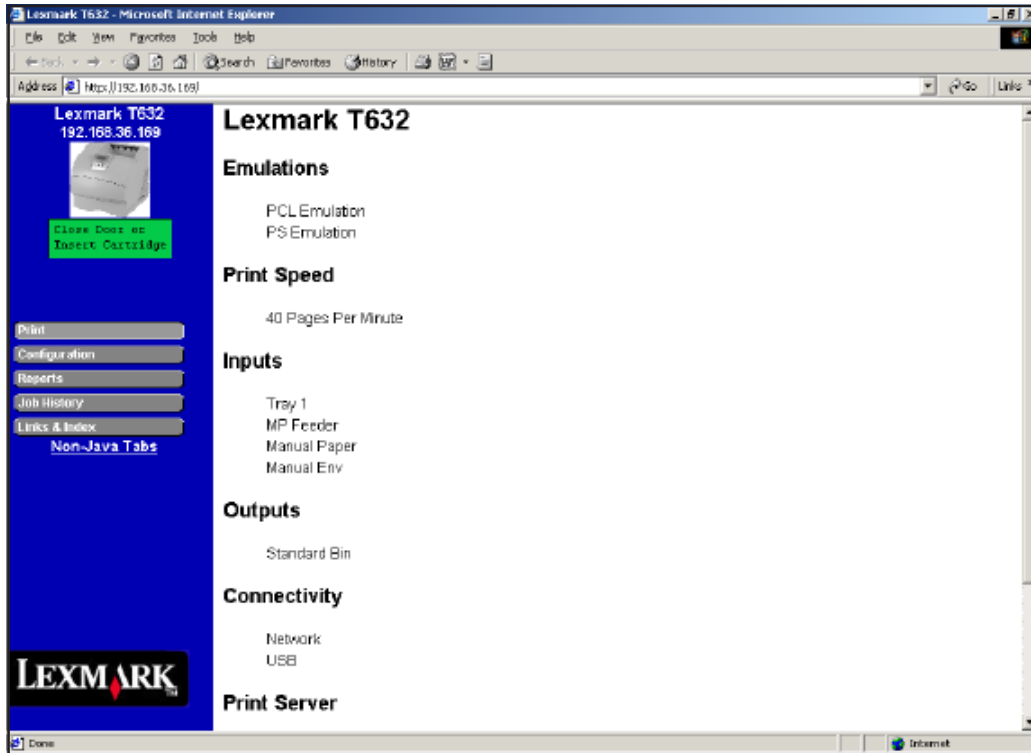 Lexmark T632 - Microsoft Internet Explorer
File Edit View Favorites Tools Help
Back Search Favorites History
Address http://192.168.36.169/ Go Links
Lexmark T632
192.168.36.169
Close Door or
Insert Cartridge
Print
Configuration
Reports
Job History
Links & Index
Non-Java Tabs
LEXMARK
Lexmark T632
Emulations
PCL Emulation
PS Emulation
Print Speed
40 Pages Per Minute
Inputs
Tray 1
MP Feeder
Manual Paper
Manual Env
Outputs
Standard Bin
Connectivity
Network
USB
Print Server
Done Internet